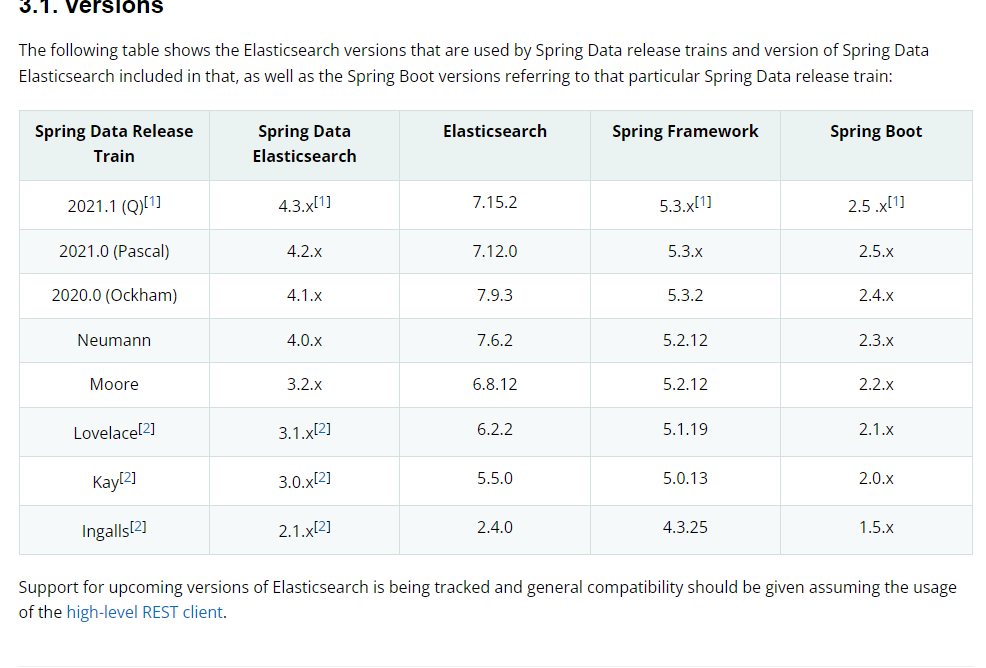 3.1. Versions
The following table shows the Elasticsearch versions that are used by Spring Data release trains and version of Spring Data
Elasticsearch included in that, as well as the Spring Boot versions referring to that particular Spring Data release train:
Spring Data Release Train Spring Data Elasticsearch Elasticsearch Spring Framework Spring Boot
2021.1 (Q)[1] 4.3.x[1] 7.15.2 5.3.x[1] 2.5 .x[1]
2021.0 (Pascal) 4.2.x 7.12.0 5.3.x 2.5.x
2020.0 (Ockham) 4.1.x 7.9.3 5.3.2 2.4.x
Neumann 4.0.x 7.6.2 5.2.12 2.3.x
Moore 3.2.x 6.8.12 5.2.12 2.2.x
Lovelace[2] 3.1.x[2] 6.2.2 5.1.19 2.1.x
Kay[2] 3.0.x[2] 5.5.0 5.0.13 2.0.x
Ingalls[2] 2.1.x[2] 2.4.0 4.3.25 1.5.x
Support for upcoming versions of Elasticsearch is being tracked and general compatibility should be given assuming the usage
of the high-level REST client.